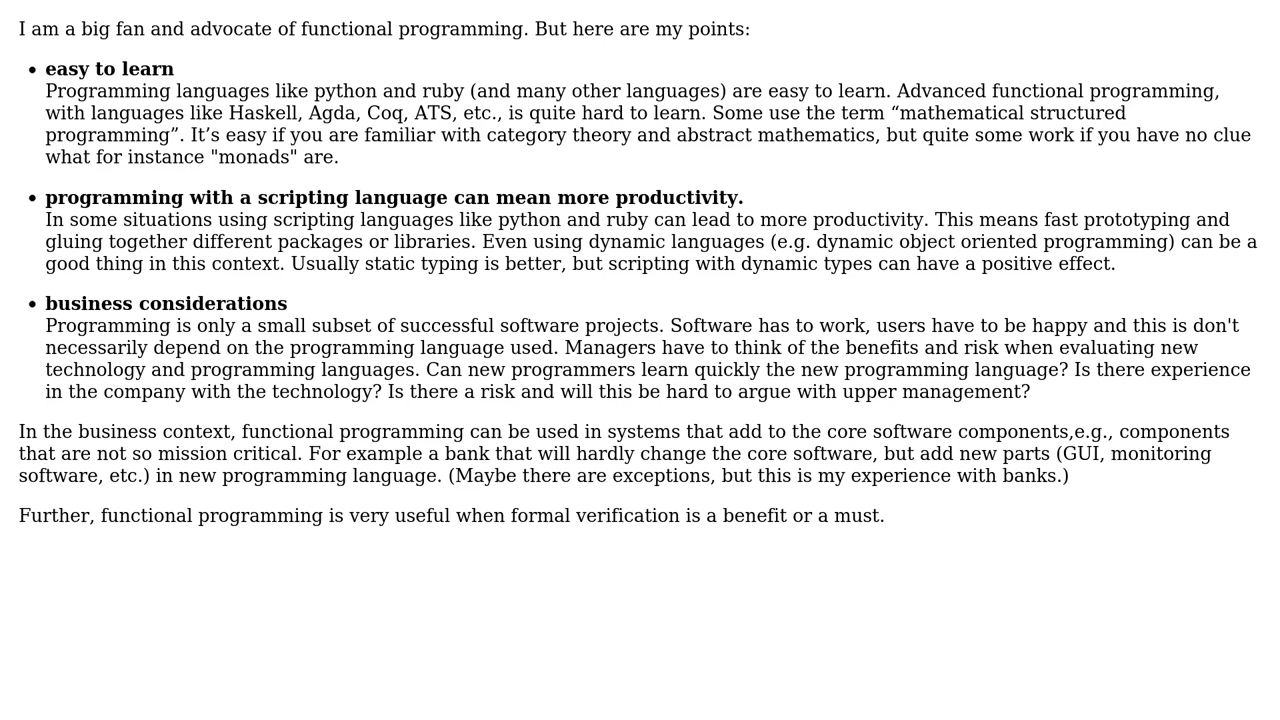 I am a big fan and advocate of functional programming. But here are my points:
• easy to learn
Programming languages like python and ruby (and many other languages) are easy to learn. Advanced functional programming,
with languages like Haskell, Agda, Coq, ATS, etc., is quite hard to learn. Some use the term “mathematical structured
programming”. It’s easy if you are familiar with category theory and abstract mathematics, but quite some work if you have no clue
what for instance "monads" are.
• programming with a scripting language can mean more productivity.
In some situations using scripting languages like python and ruby can lead to more productivity. This means fast prototyping and
gluing together different packages or libraries. Even using dynamic languages (e.g. dynamic object oriented programming) can be a
good thing in this context. Usually static typing is better, but scripting with dynamic types can have a positive effect.
• business considerations
Programming is only a small subset of successful software projects. Software has to work, users have to be happy and this is don't
necessarily depend on the programming language used. Managers have to think of the benefits and risk when evaluating new
technology and programming languages. Can new programmers learn quickly the new programming language? Is there experience
in the company with the technology? Is there a risk and will this be hard to argue with upper management?
In the business context, functional programming can be used in systems that add to the core software components,e.g., components
that are not so mission critical. For example a bank that will hardly change the core software, but add new parts (GUI, monitoring
software, etc.) in new programming language. (Maybe there are exceptions, but this is my experience with banks.)
Further, functional programming is very useful when formal verification is a benefit or a must.